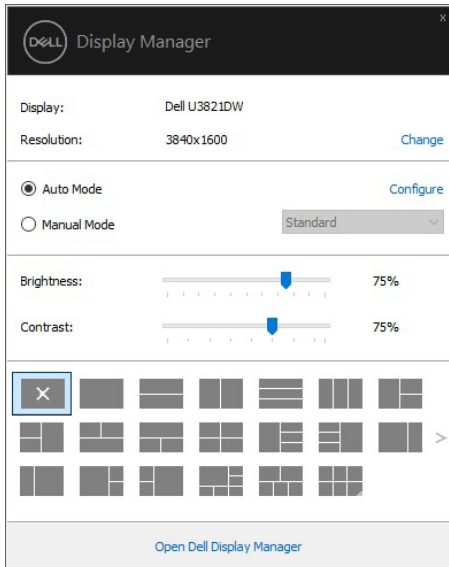 x
DELL Display Manager
Display: Dell U3821DW
Resolution: 3840x1600 Change
Auto Mode Configure
Manual Mode Standard
Brightness: 75%
Contrast: 75%
Open Dell Display Manager